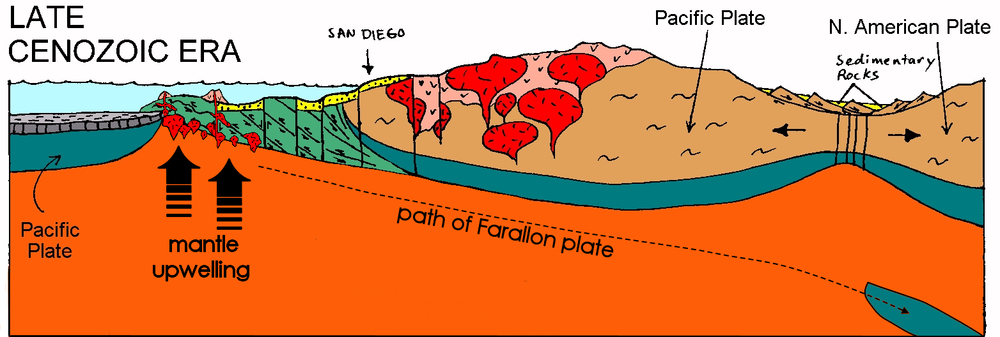 LATE
CENOZOIC ERA
SAN DIEGO
Pacific Plate
N. American Plate
Sedimentary
Rocks
Pacific
Plate
mantle
upwelling
path of Farallon plate